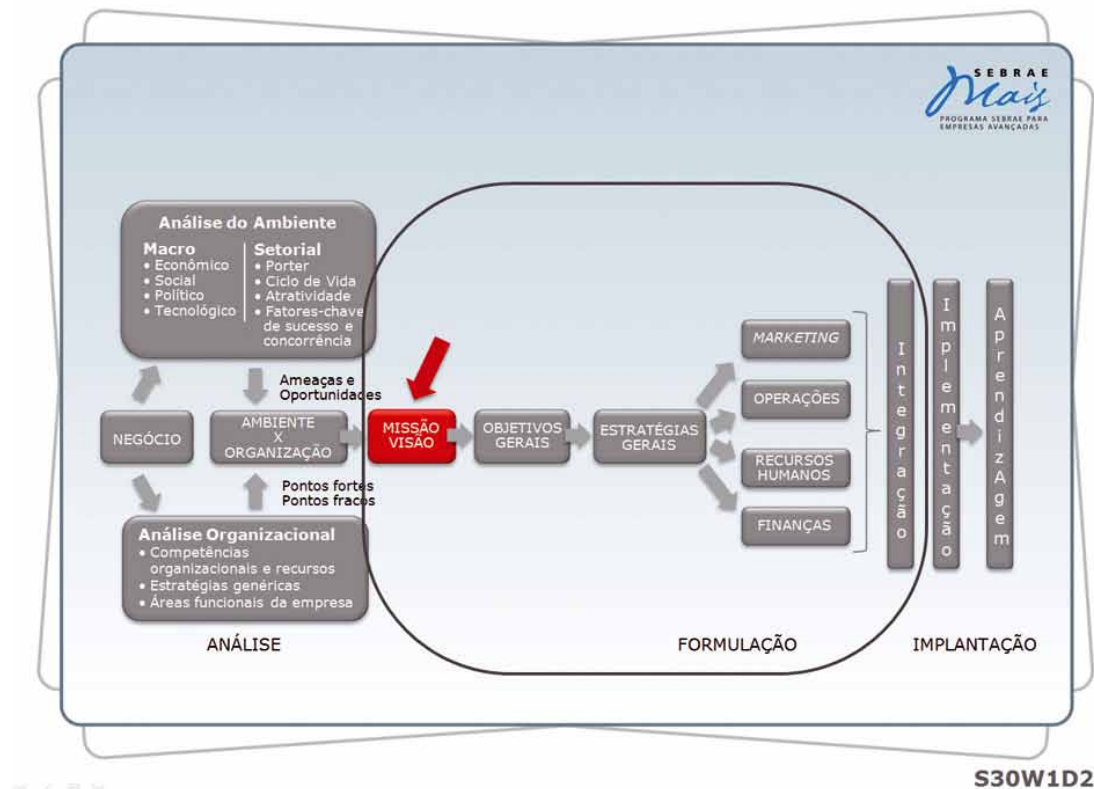 SEBRAE
Mais
PROGRAMA SEBRAE PARA
EMPRESAS AVANÇADAS
Análise do Ambiente
Macro
• Econômico
• Social
• Político
• Tecnológico
Setorial
• Porter
• Ciclo de Vida
• Atratividade
• Fatores-chave
de sucesso e
concorrência
Ameaças e
Oportunidades
NEGÓCIO
AMBIENTE
X
ORGANIZAÇÃO
MISSÃO
VISÃO
OBJETIVOS
GERAIS
ESTRATÉGIAS
GERAIS
MARKETING
OPERAÇÕES
RECURSOS
HUMANOS
FINANÇAS
Integração
Implementação
AprendizAgem
Pontos fortes
Pontos fracos
Análise Organizacional
• Competências
organizacionais e recursos
• Estratégias genéricas
• Áreas funcionais da empresa
ANÁLISE
FORMULAÇÃO
IMPLANTAÇÃO
S30W1D2